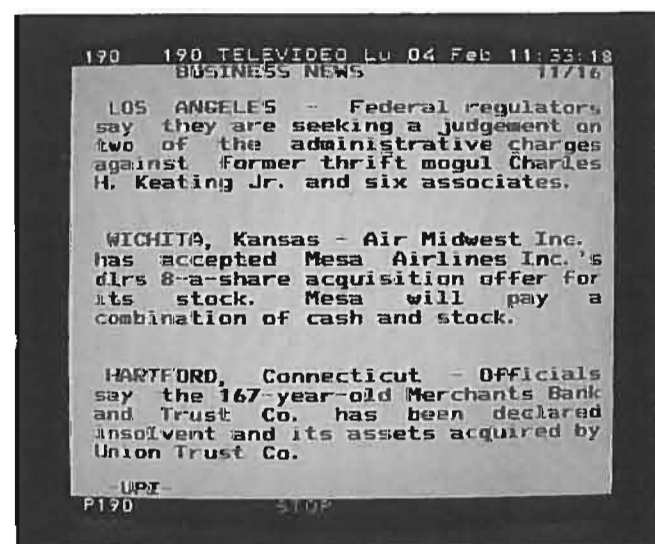 190 190 TELEVIDEO Lu 04 Feb 11:33:18
BUSINESS NEWS 11/16
LOS ANGELES - Federal regulators
say they are seeking a judgement on
two of the administrative charges
against former thrift mogul Charles
H. Keating Jr. and six associates.
WICHITA, Kansas - Air Midwest Inc.
has accepted Mesa Airlines Inc.'s
dlrs 8-a-share acquisition offer for
its stock. Mesa will pay a
combination of cash and stock.
HARTFORD, Connecticut - Officials
say the 167-year-old Merchants Bank
and Trust Co. has been declared
insolvent and its assets acquired by
Union Trust Co.
-UPI-
P190 STOP